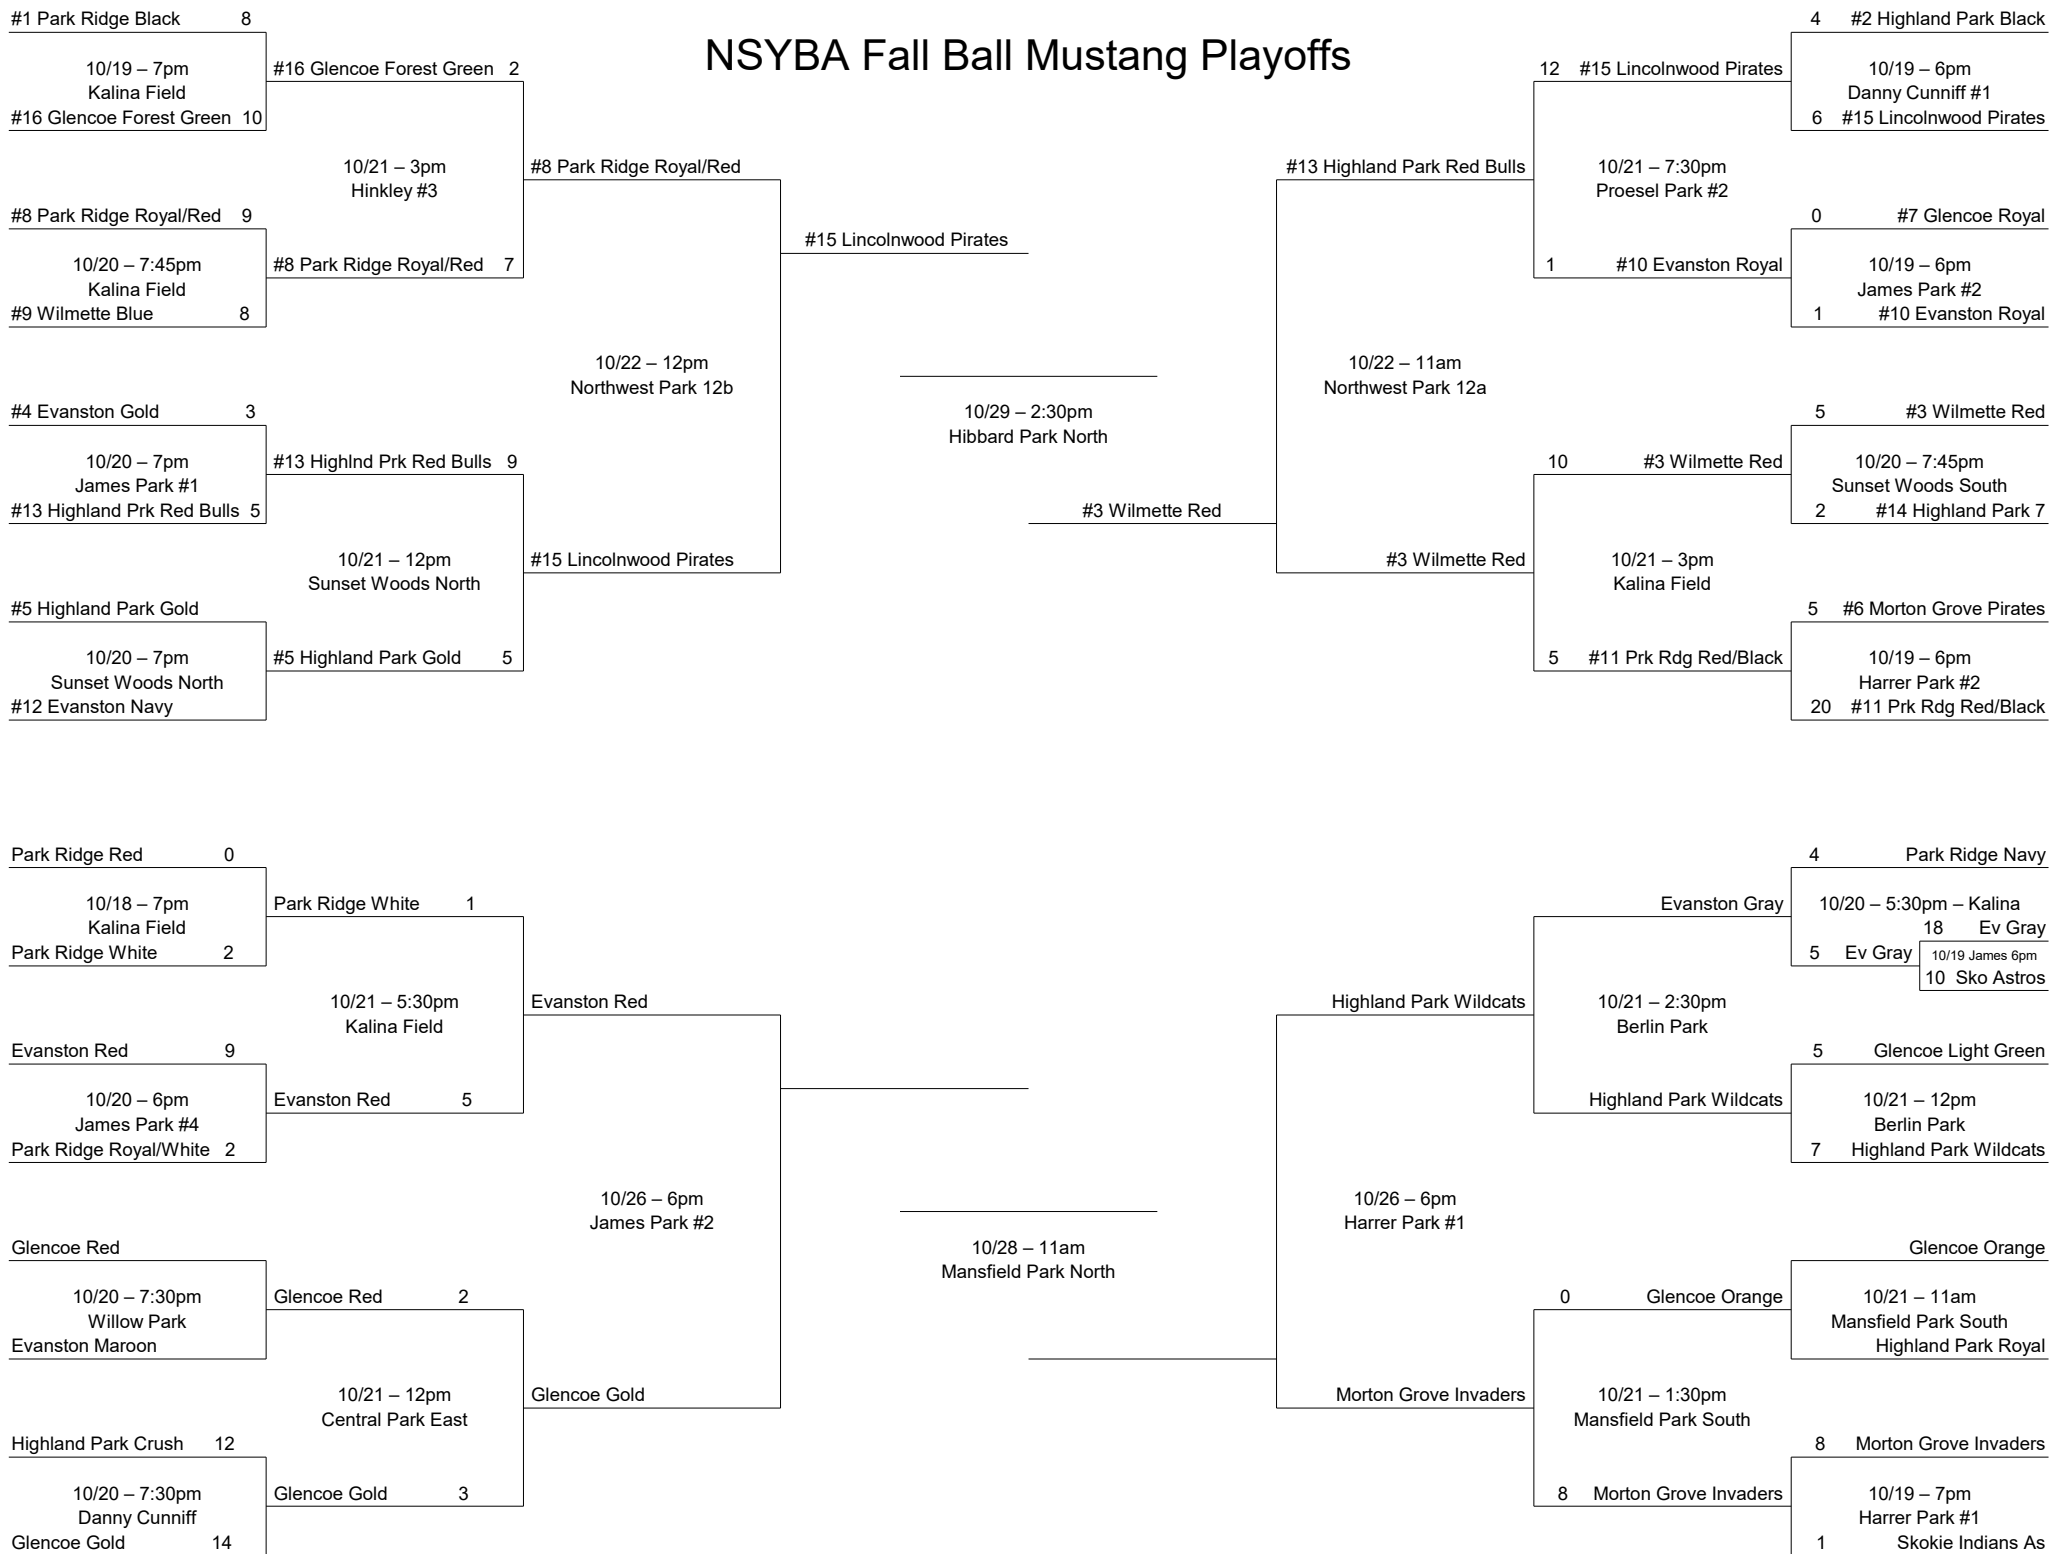 NSYBA Fall Ball Mustang Playoffs
#1 Park Ridge Black 8
10/19 – 7pm
Kalina Field
#16 Glencoe Forest Green 10
#8 Park Ridge Royal/Red 9
10/20 – 7:45pm
Kalina Field
#9 Wilmette Blue 8
#4 Evanston Gold 3
10/20 – 7pm
James Park #1
#13 Highland Prk Red Bulls 5
#5 Highland Park Gold
10/20 – 7pm
Sunset Woods North
#12 Evanston Navy
#16 Glencoe Forest Green 2
10/21 – 3pm
Hinkley #3
#8 Park Ridge Royal/Red 7
#13 Highlnd Prk Red Bulls 9
10/21 – 12pm
Sunset Woods North
#5 Highland Park Gold 5
#8 Park Ridge Royal/Red
10/22 – 12pm
Northwest Park 12b
#15 Lincolnwood Pirates
#15 Lincolnwood Pirates
10/29 – 2:30pm
Hibbard Park North
#3 Wilmette Red
#13 Highland Park Red Bulls
10/22 – 11am
Northwest Park 12a
#3 Wilmette Red
12 #15 Lincolnwood Pirates
10/21 – 7:30pm
Proesel Park #2
1 #10 Evanston Royal
10 #3 Wilmette Red
10/21 – 3pm
Kalina Field
5 #11 Prk Rdg Red/Black
4 #2 Highland Park Black
10/19 – 6pm
Danny Cunniff #1
6 #15 Lincolnwood Pirates
0 #7 Glencoe Royal
10/19 – 6pm
James Park #2
1 #10 Evanston Royal
5 #3 Wilmette Red
10/20 – 7:45pm
Sunset Woods South
2 #14 Highland Park 7
5 #6 Morton Grove Pirates
10/19 – 6pm
Harrer Park #2
20 #11 Prk Rdg Red/Black
Park Ridge Red 0
10/18 – 7pm
Kalina Field
Park Ridge White 2
Evanston Red 9
10/20 – 6pm
James Park #4
Park Ridge Royal/White 2
Glencoe Red
10/20 – 7:30pm
Willow Park
Evanston Maroon
Highland Park Crush 12
10/20 – 7:30pm
Danny Cunniff
Glencoe Gold 14
Park Ridge White 1
10/21 – 5:30pm
Kalina Field
Evanston Red 5
Glencoe Red 2
10/21 – 12pm
Central Park East
Glencoe Gold 3
Evanston Red
10/26 – 6pm
James Park #2
Glencoe Gold
10/28 – 11am
Mansfield Park North
Highland Park Wildcats
10/26 – 6pm
Harrer Park #1
Morton Grove Invaders
Evanston Gray
10/21 – 2:30pm
Berlin Park
Highland Park Wildcats
0 Glencoe Orange
10/21 – 1:30pm
Mansfield Park South
8 Morton Grove Invaders
4 Park Ridge Navy
10/20 – 5:30pm – Kalina
18 Ev Gray
5 Ev Gray
10/19 James 6pm
10 Sko Astros
5 Glencoe Light Green
10/21 – 12pm
Berlin Park
7 Highland Park Wildcats
Glencoe Orange
10/21 – 11am
Mansfield Park South
Highland Park Royal
8 Morton Grove Invaders
10/19 – 7pm
Harrer Park #1
1 Skokie Indians As